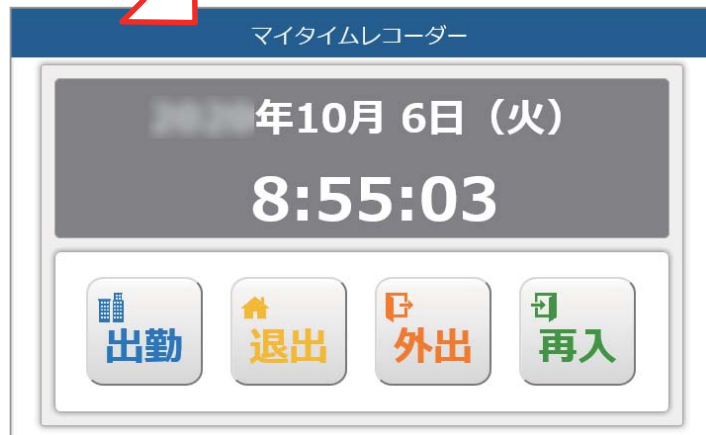 マイタイムレコーダー
年10月 6日（火）
8:55:03
出勤
退出
外出
再入